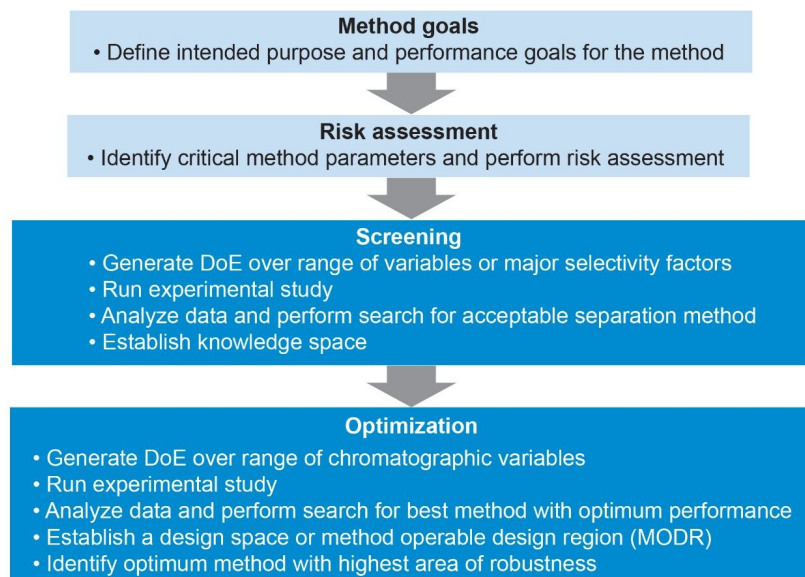 Method goals
• Define intended purpose and performance goals for the method
Risk assessment
• Identify critical method parameters and perform risk assessment
Screening
• Generate DoE over range of variables or major selectivity factors
• Run experimental study
• Analyze data and perform search for acceptable separation method
• Establish knowledge space
Optimization
• Generate DoE over range of chromatographic variables
• Run experimental study
• Analyze data and perform search for best method with optimum performance
• Establish a design space or method operable design region (MODR)
• Identify optimum method with highest area of robustness